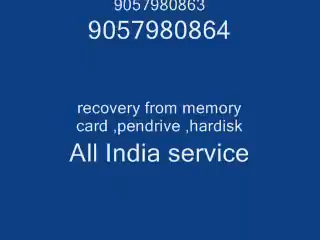 9057980863
9057980864
recovery from memory
card ,pendrive ,hardisk
All India service